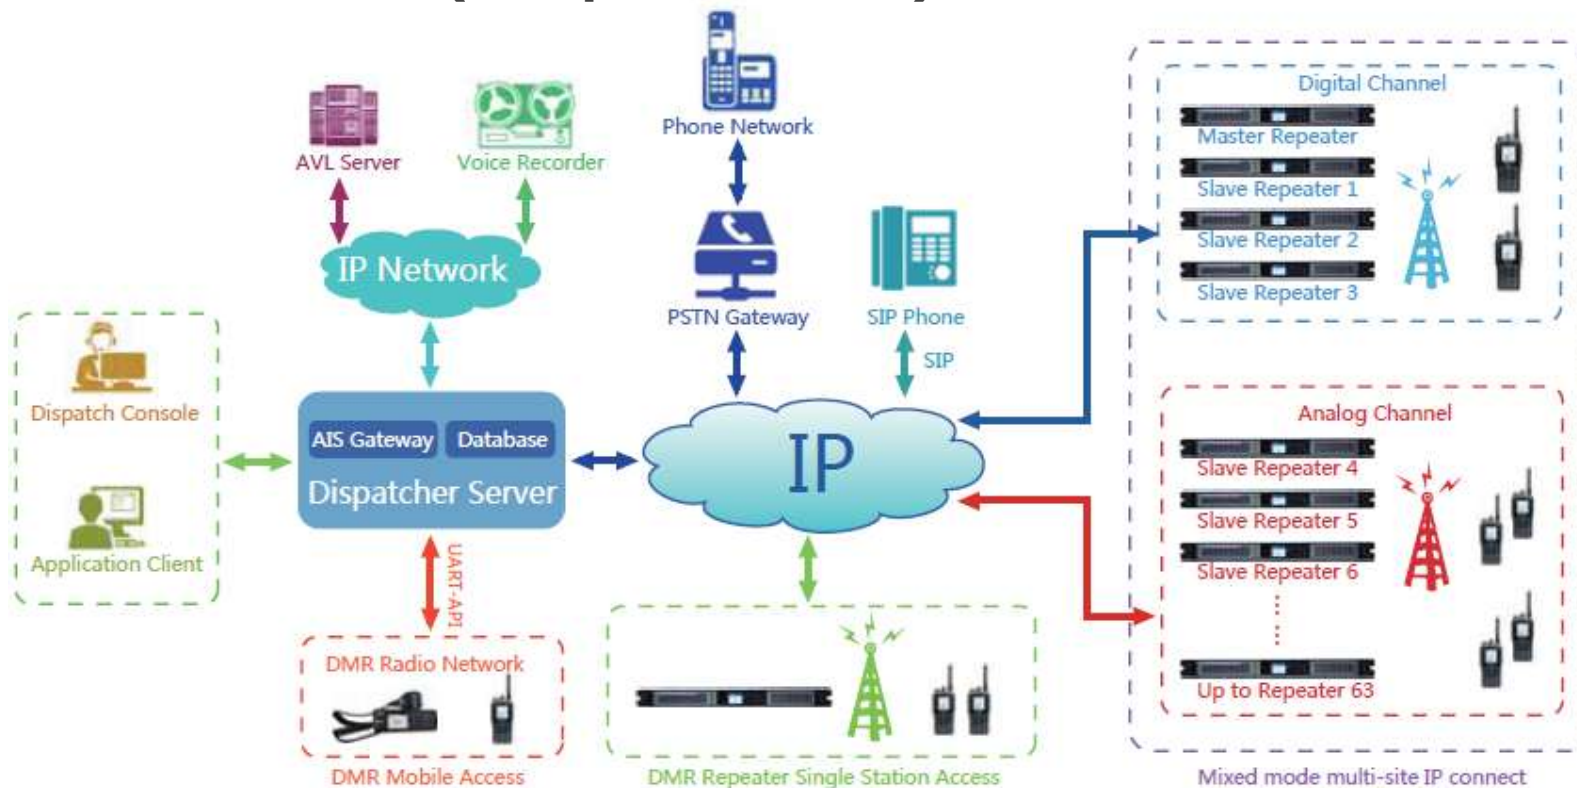 Phone Network
AVL Server
Voice Recorder
IP Network
PSTN Gateway
SIP Phone
SIP
Dispatch Console
Application Client
AIS Gateway
Database
Dispatcher Server
IP
UART-API
DMR Radio Network
DMR Mobile Access
DMR Repeater Single Station Access
Digital Channel
Master Repeater
Slave Repeater 1
Slave Repeater 2
Slave Repeater 3
Analog Channel
Slave Repeater 4
Slave Repeater 5
Slave Repeater 6
Up to Repeater 63
Mixed mode multi-site IP connect